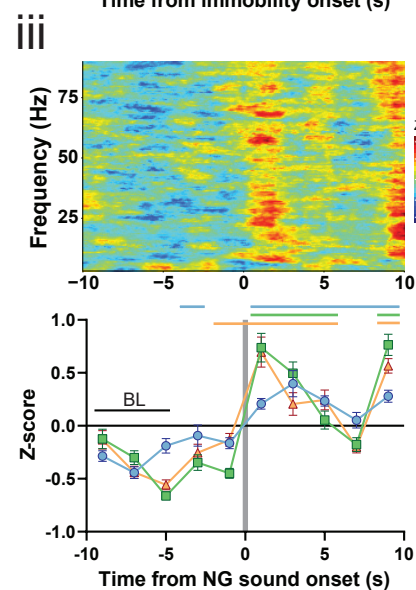 Time from immobility onset (s)
iii
Frequency (Hz)
75
50
25
−10 −5 0 5 10
1.0
0.5
0.0
-0.5
-1.0
Z-score
BL
-10 -5 0 5 10
Time from NG sound onset (s)